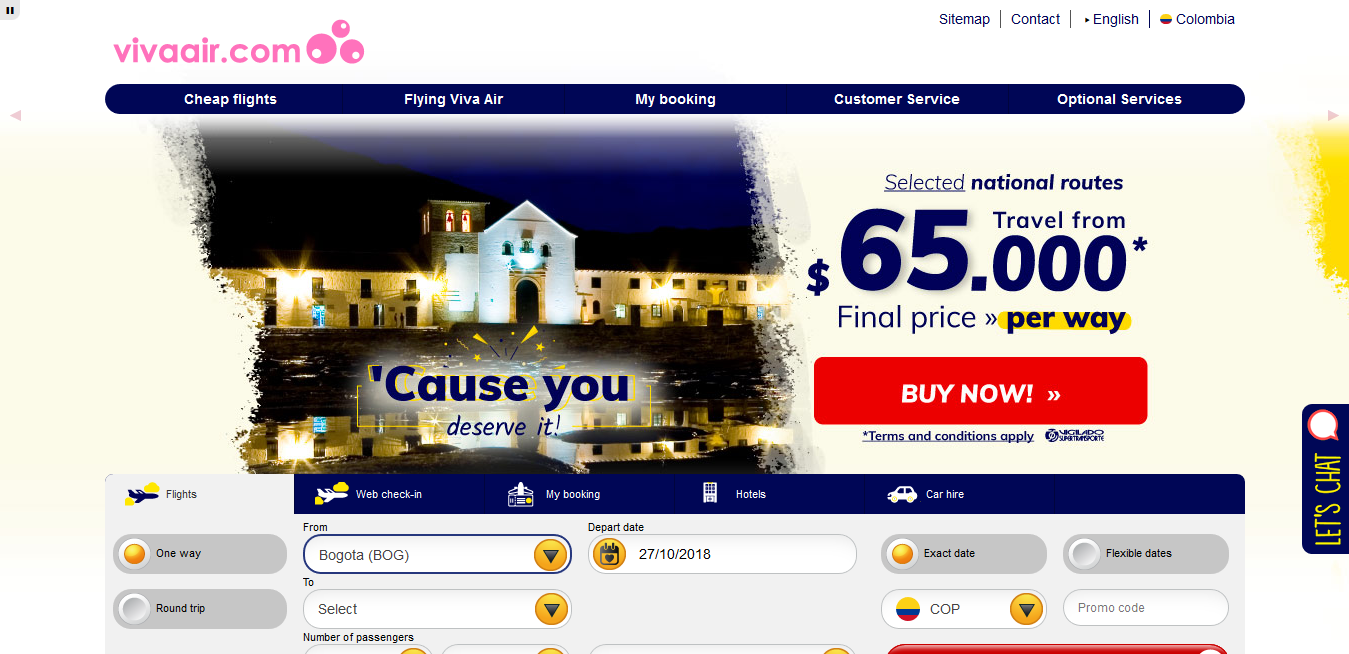 Sitemap
Contact
English
Colombia
vivaair.com
Cheap flights
Flying Viva Air
My booking
Customer Service
Optional Services
Selected national routes
Travel from
$65.000*
Final price » per way
'Cause you
deserve it!
BUY NOW! »
*Terms and conditions apply
VIGILADO
SUPERTRANSPORTE
LET'S CHAT
Flights
Web check-in
My booking
Hotels
Car hire
From
Depart date
One way
Bogota (BOG)
27/10/2018
Exact date
Flexible dates
To
Round trip
Select
COP
Promo code
Number of passengers